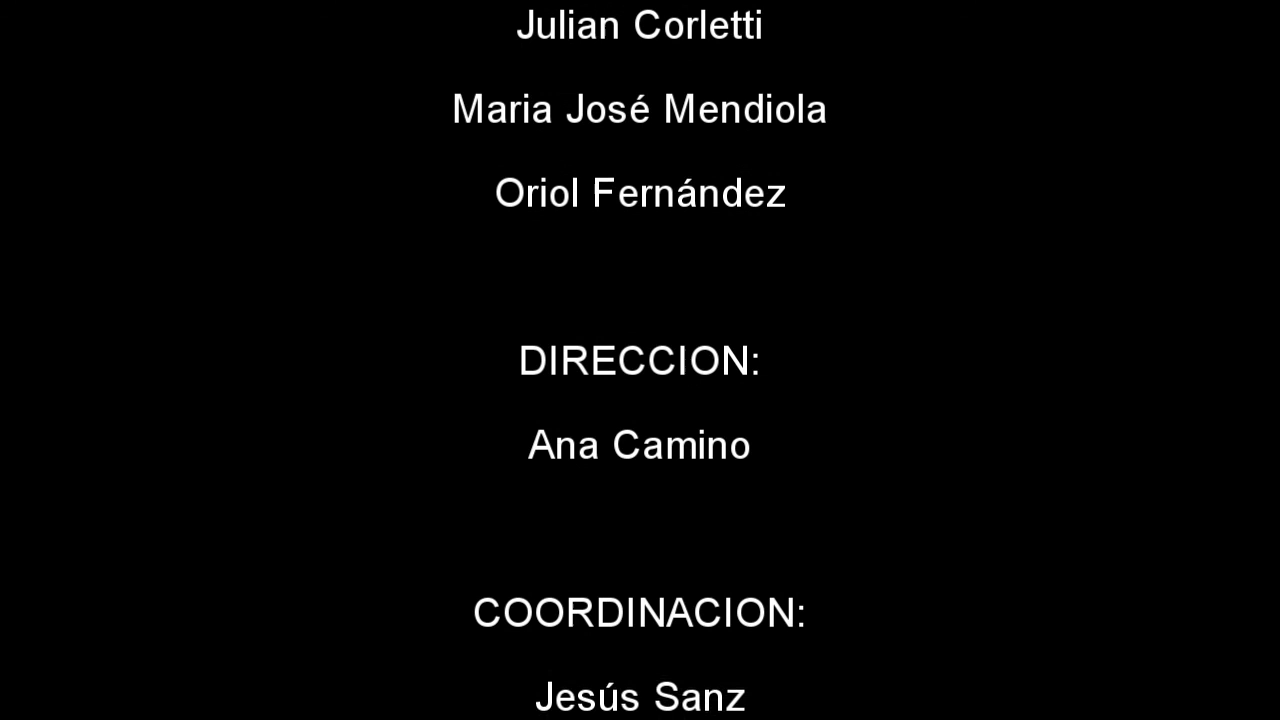 Julian Corletti
Maria José Mendiola
Oriol Fernández
DIRECCION:
Ana Camino
COORDINACION:
Jesús Sanz